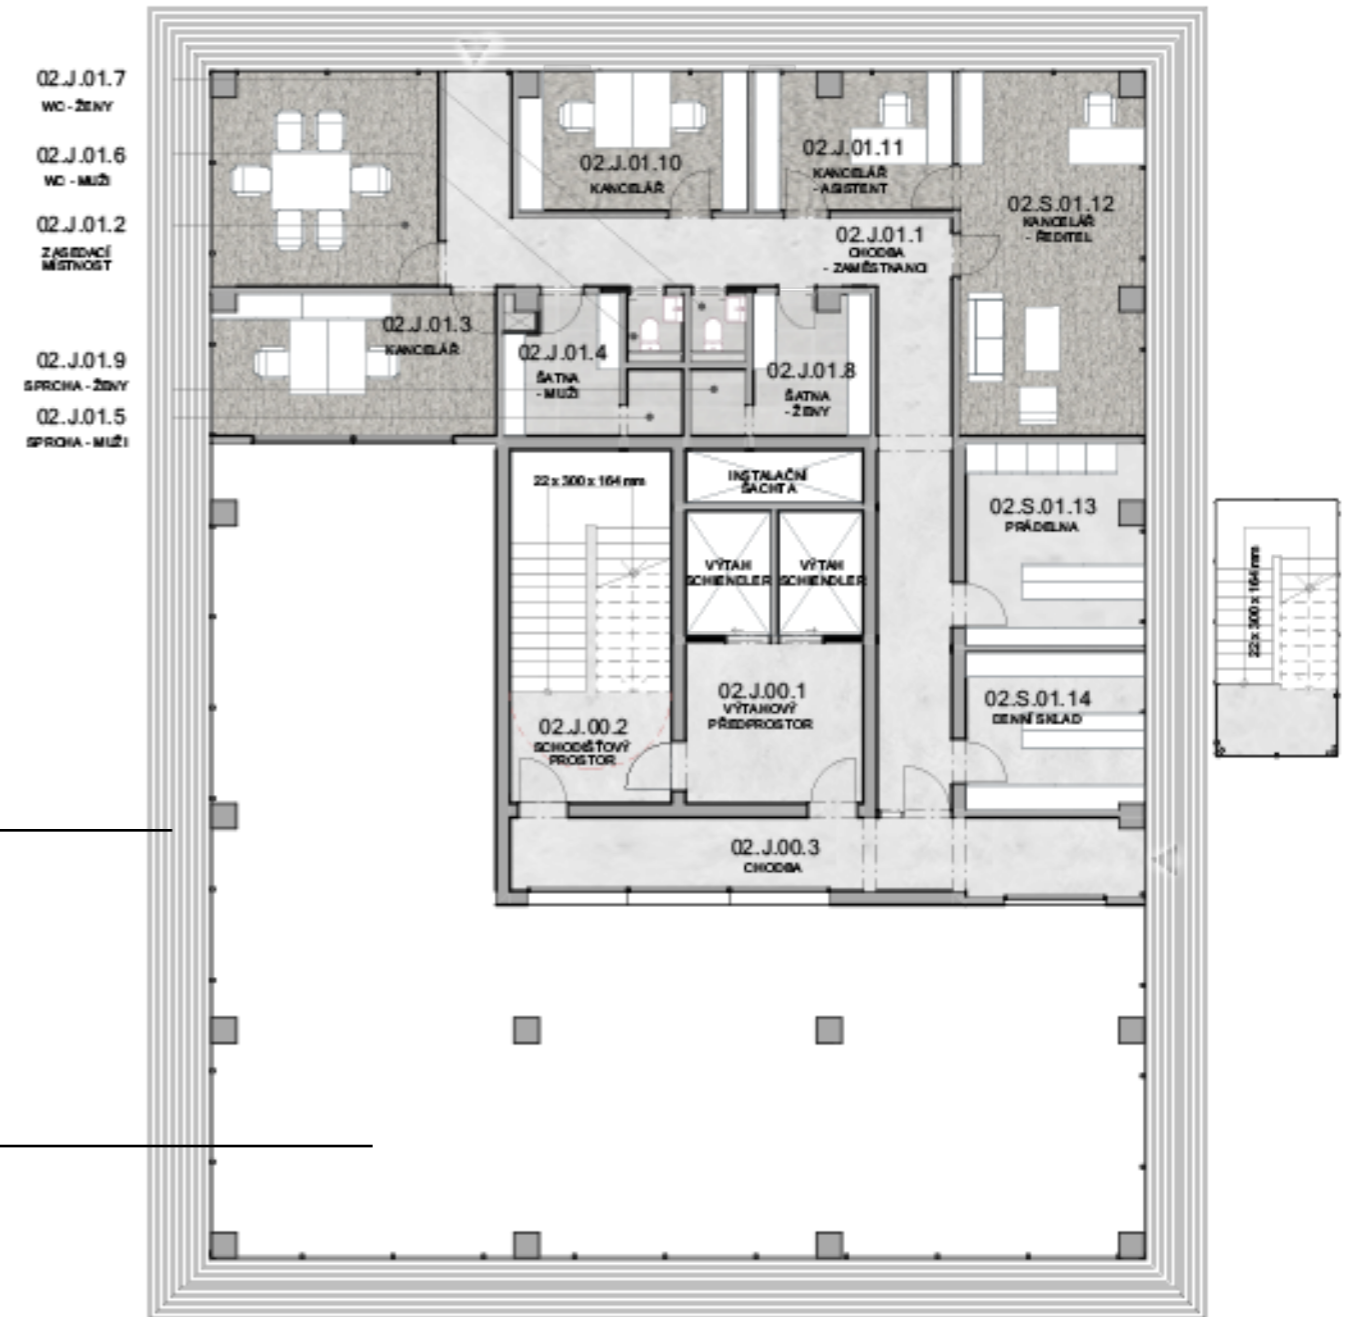 02.J.01.7
WC - ŽENY
02.J.01.6
WC - MUŽI
02.J.01.2
ZASEDACÍ
MÍSTNOST
02.J.01.9
SPRCHA - ŽENY
02.J.01.5
SPRCHA - MUŽI
02.J.01.10
KANCELÁŘ
02.J.01.11
KANCELÁŘ
- ASISTENT
02.S.01.12
KANCELÁŘ
- ŘEDITEL
02.J.01.1
CHODBA
- ZAMĚSTNANCI
02.J.01.3
KANCELÁŘ
02.J.01.4
ŠATNA
- MUŽI
02.J.01.8
ŠATNA
- ŽENY
22 x 300 x 164 mm
INSTALAČNÍ
ŠACHTA
02.S.01.13
PRÁDELNA
VÝTAH
SCHIENDLER
VÝTAH
SCHIENDLER
22 x 300 x 164 mm
02.J.00.1
VÝTAHOVÝ
PŘEDPROSTOR
02.S.01.14
DENNÍ SKLAD
02.J.00.2
SCHODIŠŤOVÝ
PROSTOR
02.J.00.3
CHODBA